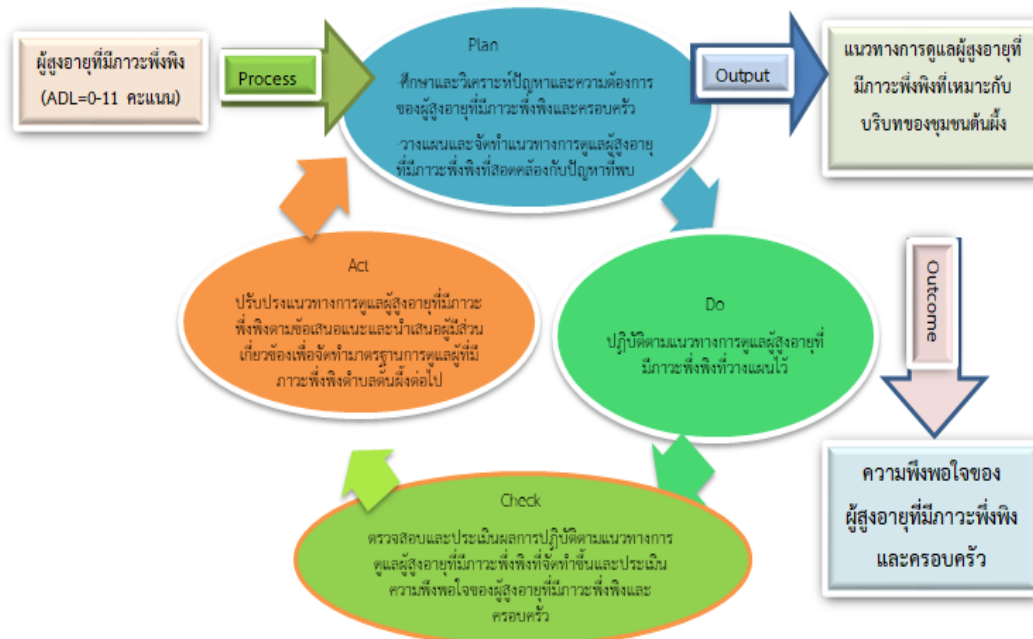 ผู้สูงอายุที่มีภาวะพึ่งพิง
(ADL=0-11 คะแนน)
Process
Plan
ศึกษาและวิเคราะห์ปัญหาและความต้องการ
ของผู้สูงอายุที่มีภาวะพึ่งพิงและครอบครัว
วางแผนและจัดทำแนวทางการดูแลผู้สูงอายุ
ที่มีภาวะพึ่งพิงที่สอดคล้องกับปัญหาที่พบ
Output
แนวทางการดูแลผู้สูงอายุที่
มีภาวะพึ่งพิงที่เหมาะกับ
บริบทของชุมชนต้นผึ้ง
Act
ปรับปรุงแนวทางการดูแลผู้สูงอายุที่มีภาวะ
พึ่งพิงตามข้อเสนอแนะและนำเสนอผู้มีส่วน
เกี่ยวข้องเพื่อจัดทำมาตรฐานการดูแลผู้ที่มี
ภาวะพึ่งพิงตำบลต้นผึ้งต่อไป
Do
ปฏิบัติตามแนวทางการดูแลผู้สูงอายุที่
มีภาวะพึ่งพิงที่วางแผนไว้
Outcome
Check
ตรวจสอบและประเมินผลการปฏิบัติตามแนวทางการ
ดูแลผู้สูงอายุที่มีภาวะพึ่งพิงที่จัดทำขึ้นและประเมิน
ความพึงพอใจของผู้สูงอายุที่มีภาวะพึ่งพิงและ
ครอบครัว
ความพึงพอใจของ
ผู้สูงอายุที่มีภาวะพึ่งพิง
และครอบครัว